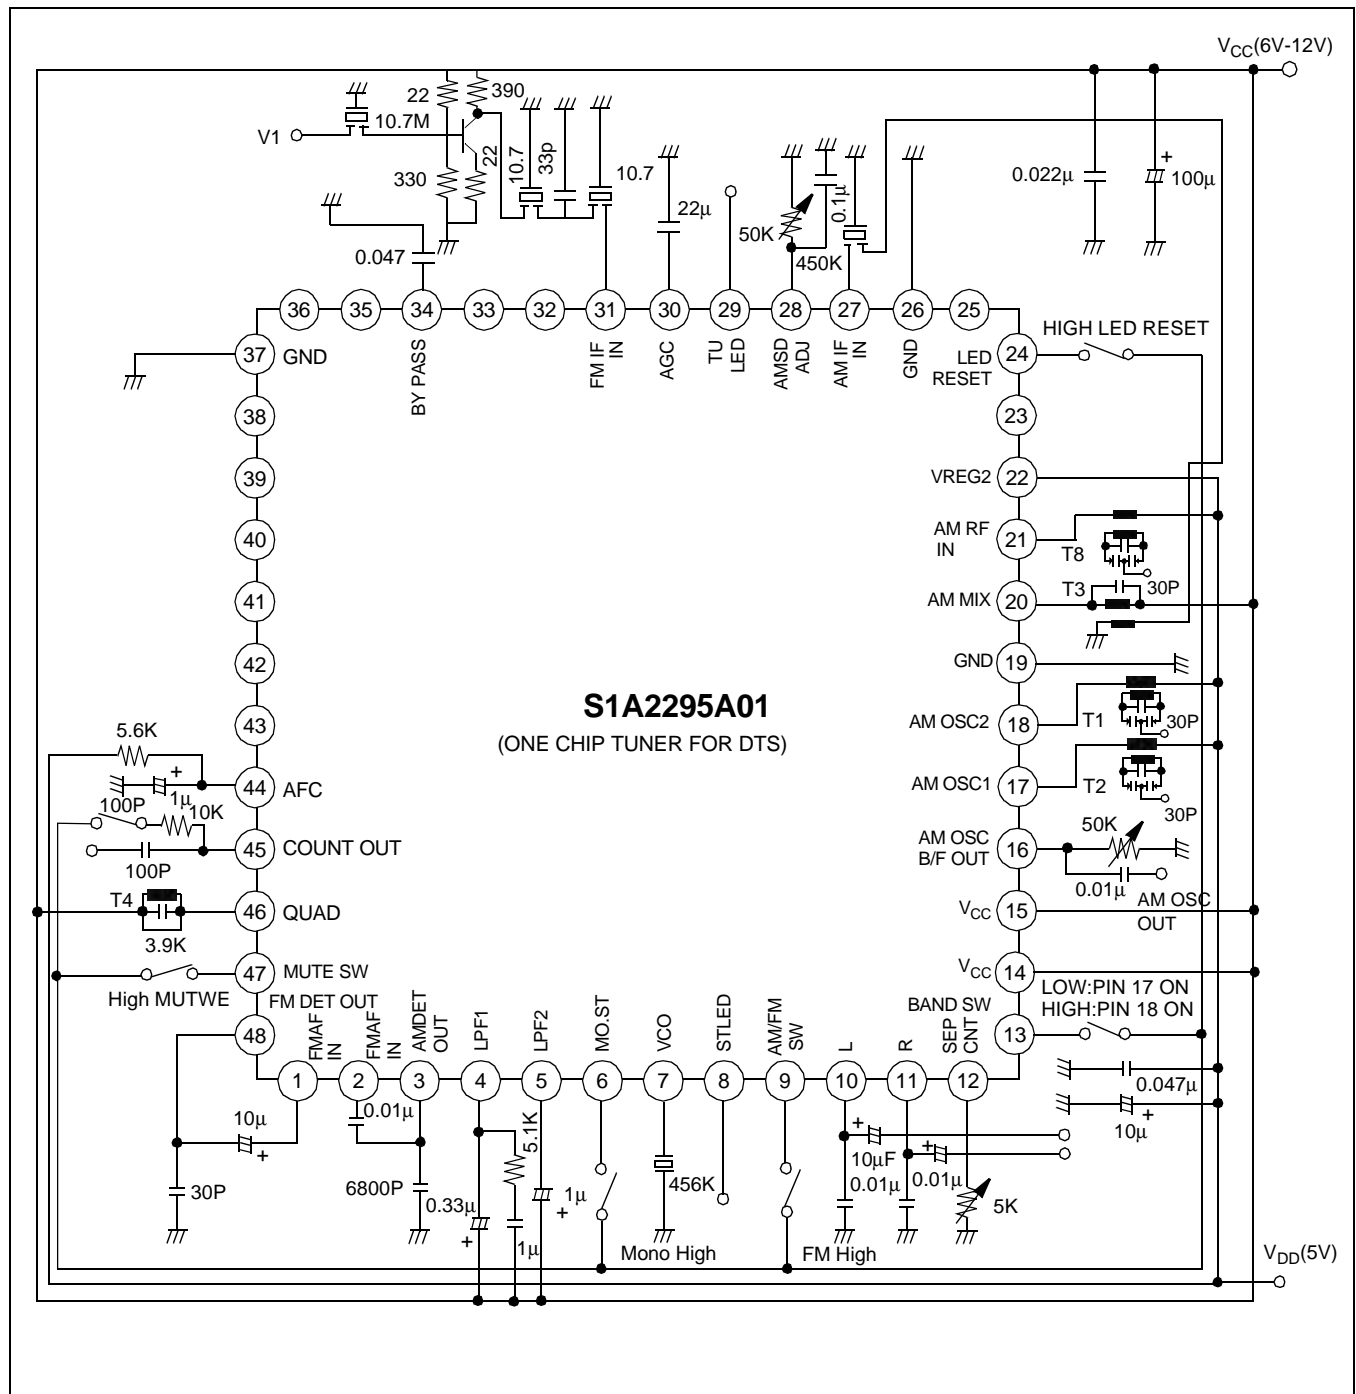 VCC(6V-12V)
22
390
10.7M
V1
22
10.7
33p
10.7
330
0.047
22μ
50K
0.1μ
450K
0.022μ
+
100μ
36
35
34
33
32
31
30
29
28
27
26
25
37
GND
BY PASS
FM IF
IN
AGC
TU
LED
AMSD
ADJ
AM IF
IN
GND
HIGH LED RESET
LED
RESET
24
38
23
39
VREG2
22
40
AM RF
IN
21
T8
30P
41
AM MIX
20
T3
42
GND
19
S1A2295A01
(ONE CHIP TUNER FOR DTS)
43
AM OSC2
18
T1
30P
5.6K
+
1μ
44
AFC
AM OSC1
17
T2
30P
100P
10K
45
COUNT OUT
100P
AM OSC
B/F OUT
16
50K
0.01μ
AM OSC
OUT
T4
46
QUAD
3.9K
VCC
15
47
MUTE SW
High MUTWE
VCC
14
LOW:PIN 17 ON
HIGH:PIN 18 ON
FM DET OUT
48
BAND SW
13
FMAF
IN
FMAF
IN
AMDET
OUT
LPF1
LPF2
MO.ST
VCO
STLED
AM/FM
SW
L
R
SEP
CNT
1
2
3
4
5
6
7
8
9
10
11
12
0.047μ
10μ
+
10μ
+
0.01μ
5.1K
+
10μF
+
0.01μ
0.01μ
30P
6800P
0.33μ
+
1μ
1μ
+
456K
5K
Mono High
FM High
VDD(5V)